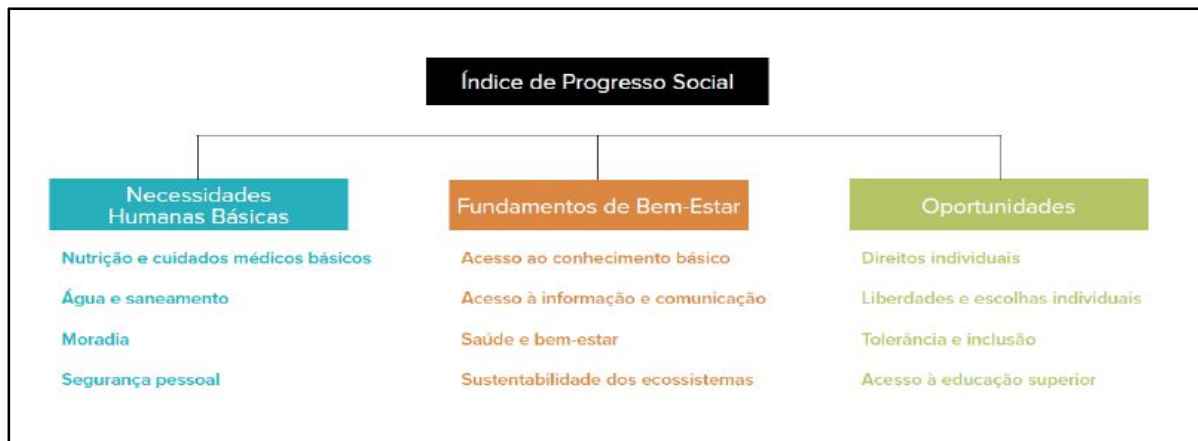 Índice de Progresso Social
Necessidades
Humanas Básicas
Nutrição e cuidados médicos básicos
Água e saneamento
Moradia
Segurança pessoal
Fundamentos de Bem-Estar
Acesso ao conhecimento básico
Acesso à informação e comunicação
Saúde e bem-estar
Sustentabilidade dos ecossistemas
Oportunidades
Direitos individuais
Liberdades e escolhas individuais
Tolerância e inclusão
Acesso à educação superior